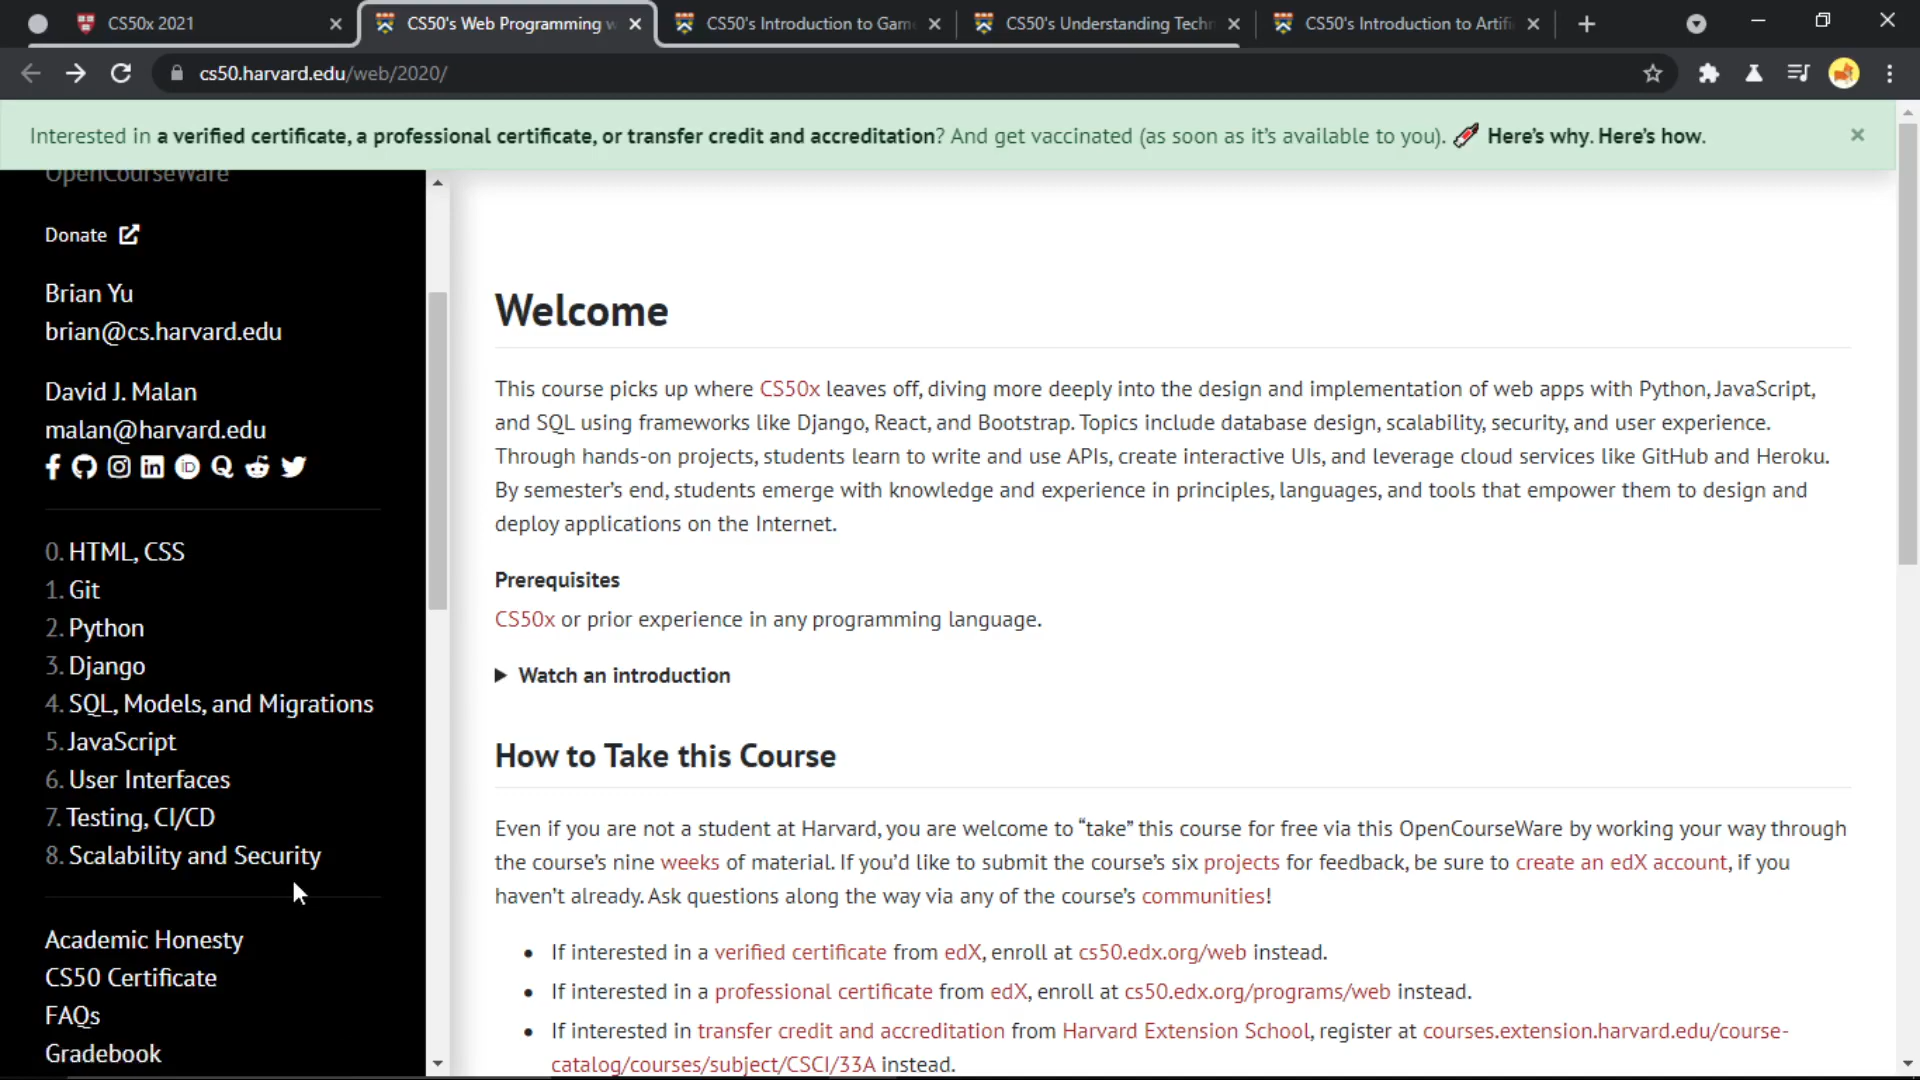 CS50x 2021
CS50's Web Programming w
CS50's Introduction to Gam
CS50's Understanding Techn
CS50's Introduction to Artifi
cs50.harvard.edu/web/2020/
Interested in a verified certificate, a professional certificate, or transfer credit and accreditation? And get vaccinated (as soon as it's available to you). Here's why. Here's how.
OpenCourseWare
Donate
Brian Yu
brian@cs.harvard.edu
David J. Malan
malan@harvard.edu
0. HTML, CSS
1. Git
2. Python
3. Django
4. SQL, Models, and Migrations
5. JavaScript
6. User Interfaces
7. Testing, CI/CD
8. Scalability and Security
Academic Honesty
CS50 Certificate
FAQs
Gradebook
Welcome
This course picks up where CS50x leaves off, diving more deeply into the design and implementation of web apps with Python, JavaScript,
and SQL using frameworks like Django, React, and Bootstrap. Topics include database design, scalability, security, and user experience.
Through hands-on projects, students learn to write and use APIs, create interactive UIs, and leverage cloud services like GitHub and Heroku.
By semester's end, students emerge with knowledge and experience in principles, languages, and tools that empower them to design and
deploy applications on the Internet.
Prerequisites
CS50x or prior experience in any programming language.
Watch an introduction
How to Take this Course
Even if you are not a student at Harvard, you are welcome to “take” this course for free via this OpenCourseWare by working your way through
the course's nine weeks of material. If you'd like to submit the course's six projects for feedback, be sure to create an edX account, if you
haven't already. Ask questions along the way via any of the course's communities!
If interested in a verified certificate from edX, enroll at cs50.edx.org/web instead.
If interested in a professional certificate from edX, enroll at cs50.edx.org/programs/web instead.
If interested in transfer credit and accreditation from Harvard Extension School, register at courses.extension.harvard.edu/course-
catalog/courses/subject/CSCI/33A instead.